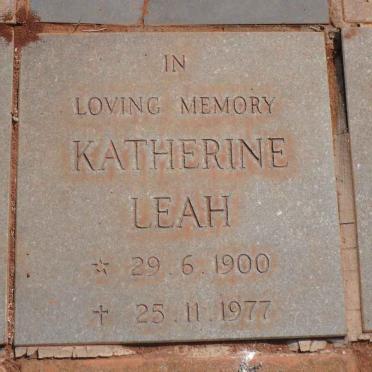 IN
LOVING MEMORY
KATHERINE
LEAH
☆ 29.6.1900
✝ 25.11.1977